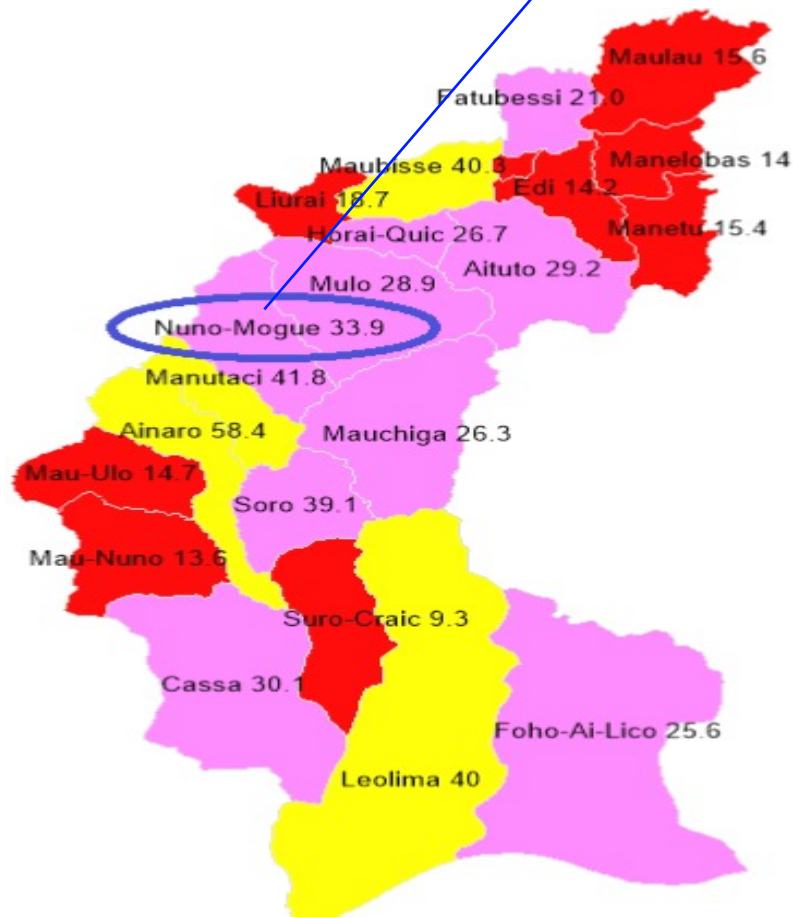 Maulau 15.6
Fatubessi 21.0
Manelobas 14
Maubisse 40.3
Edi 14.2
Liurai 18.7
Manetu 15.4
Horai-Quic 26.7
Aituto 29.2
Mulo 28.9
Nuno-Mogue 33.9
Manutaci 41.8
Ainaro 58.4
Mauchiga 26.3
Mau-Ulo 14.7
Soro 39.1
Mau-Nuno 13.6
Suro-Craic 9.3
Cassa 30.1
Foho-Ai-Lico 25.6
Leolima 40